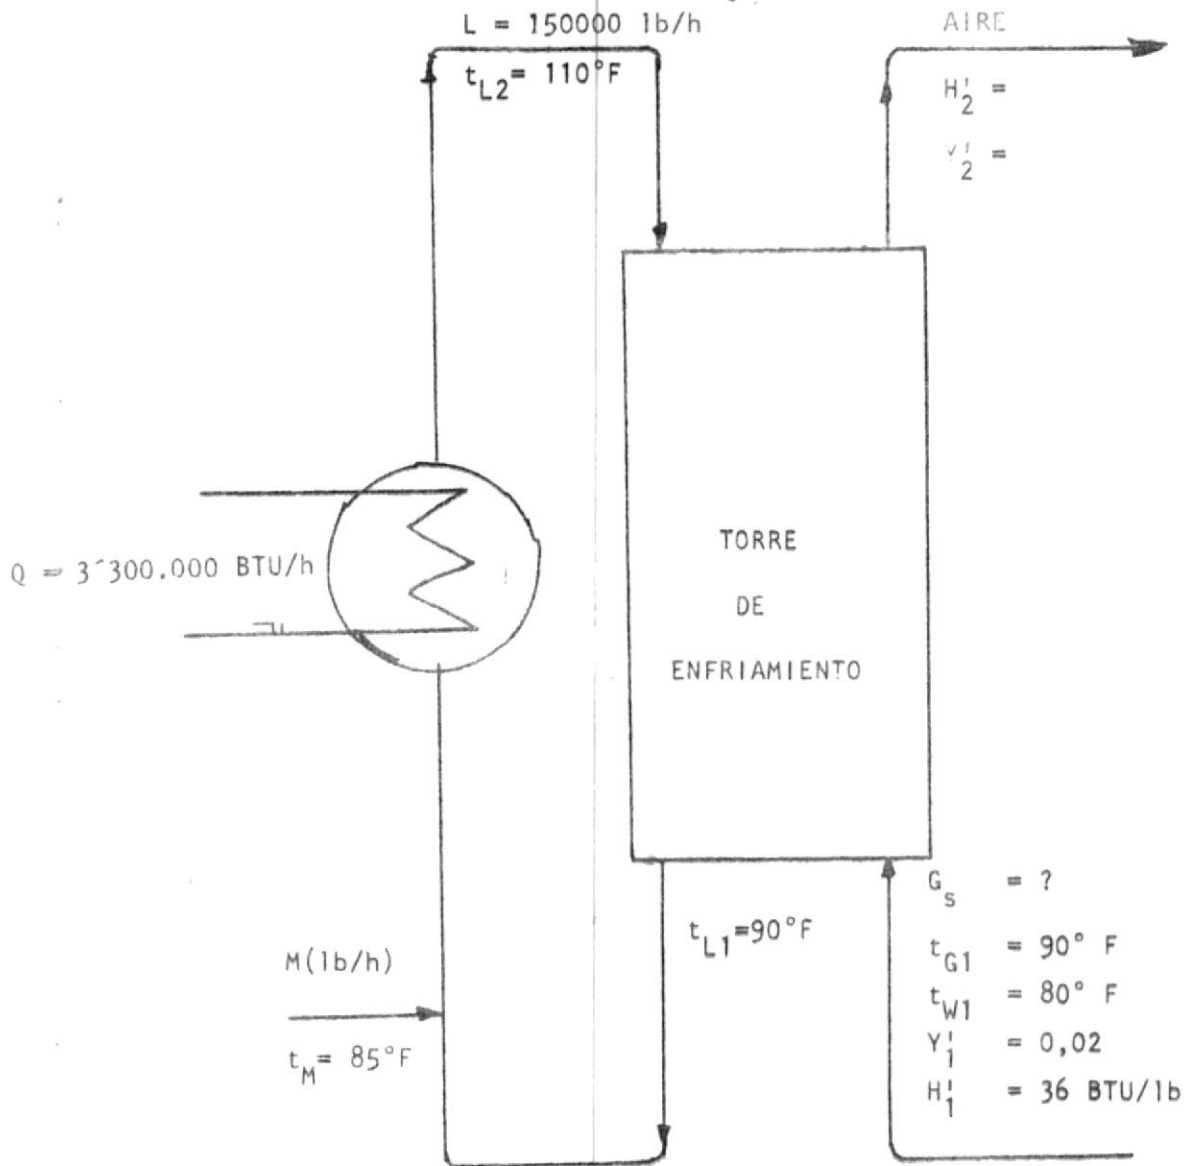 L = 150000 lb/h
t_L2= 110°F
AIRE
H'_2 =
Y'_2 =
Q = 3´300.000 BTU/h
TORRE
DE
ENFRIAMIENTO
M(lb/h)
t_M= 85°F
t_L1=90°F
G_s = ?
t_G1 = 90° F
t_W1 = 80° F
Y'_1 = 0,02
H'_1 = 36 BTU/lb